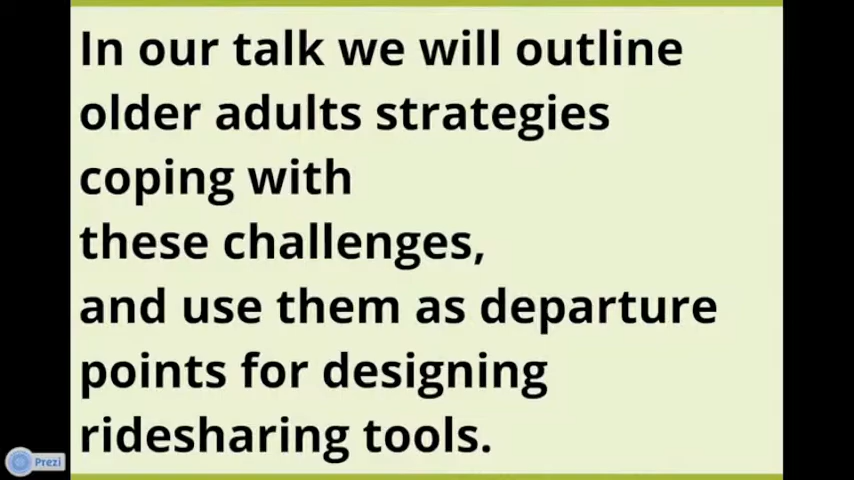 In our talk we will outline
older adults strategies
coping with
these challenges,
and use them as departure
points for designing
ridesharing tools.
Prezi